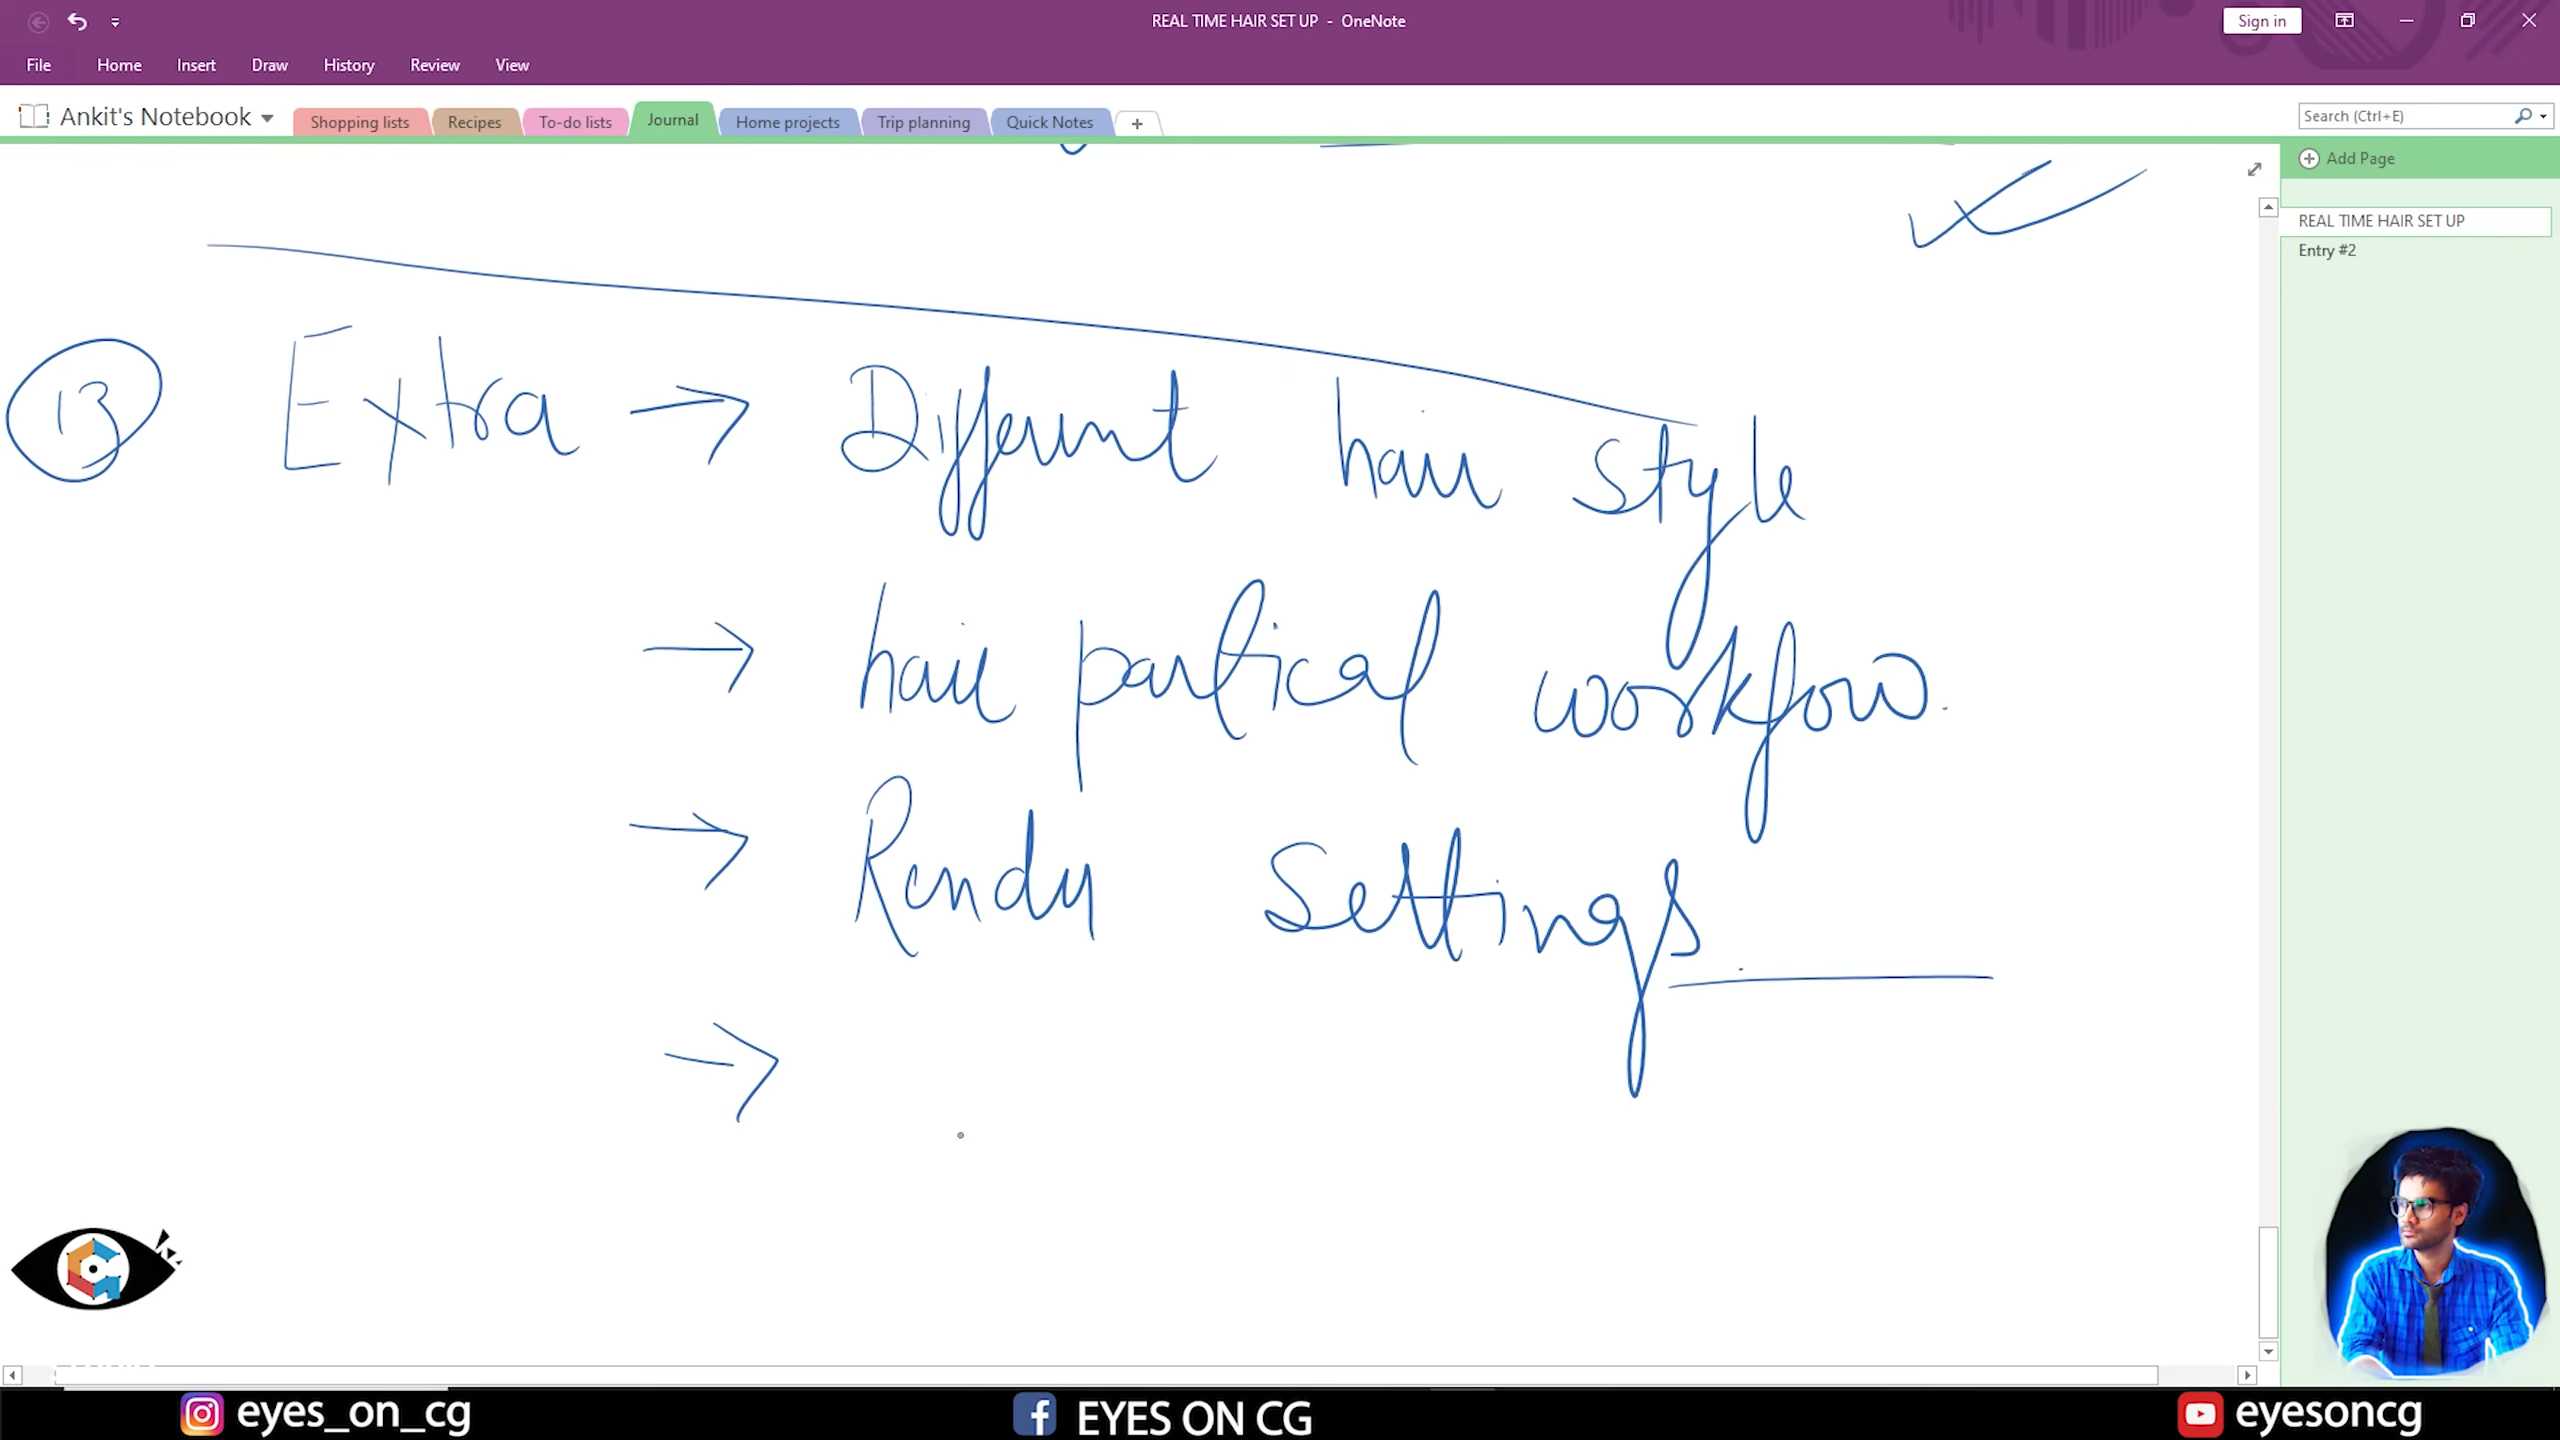 REAL TIME HAIR SET UP - OneNote
Sign in
File Home Insert Draw History Review View
Ankit's Notebook Shopping lists Recipes To-do lists Journal Home projects Trip planning Quick Notes +
Search (Ctrl+E)
Add Page
REAL TIME HAIR SET UP
Entry #2
13 Extra → Different hair style
→ hair partical workfow.
→ Render Settings
→
eyes_on_cg EYES ON CG eyesoncg